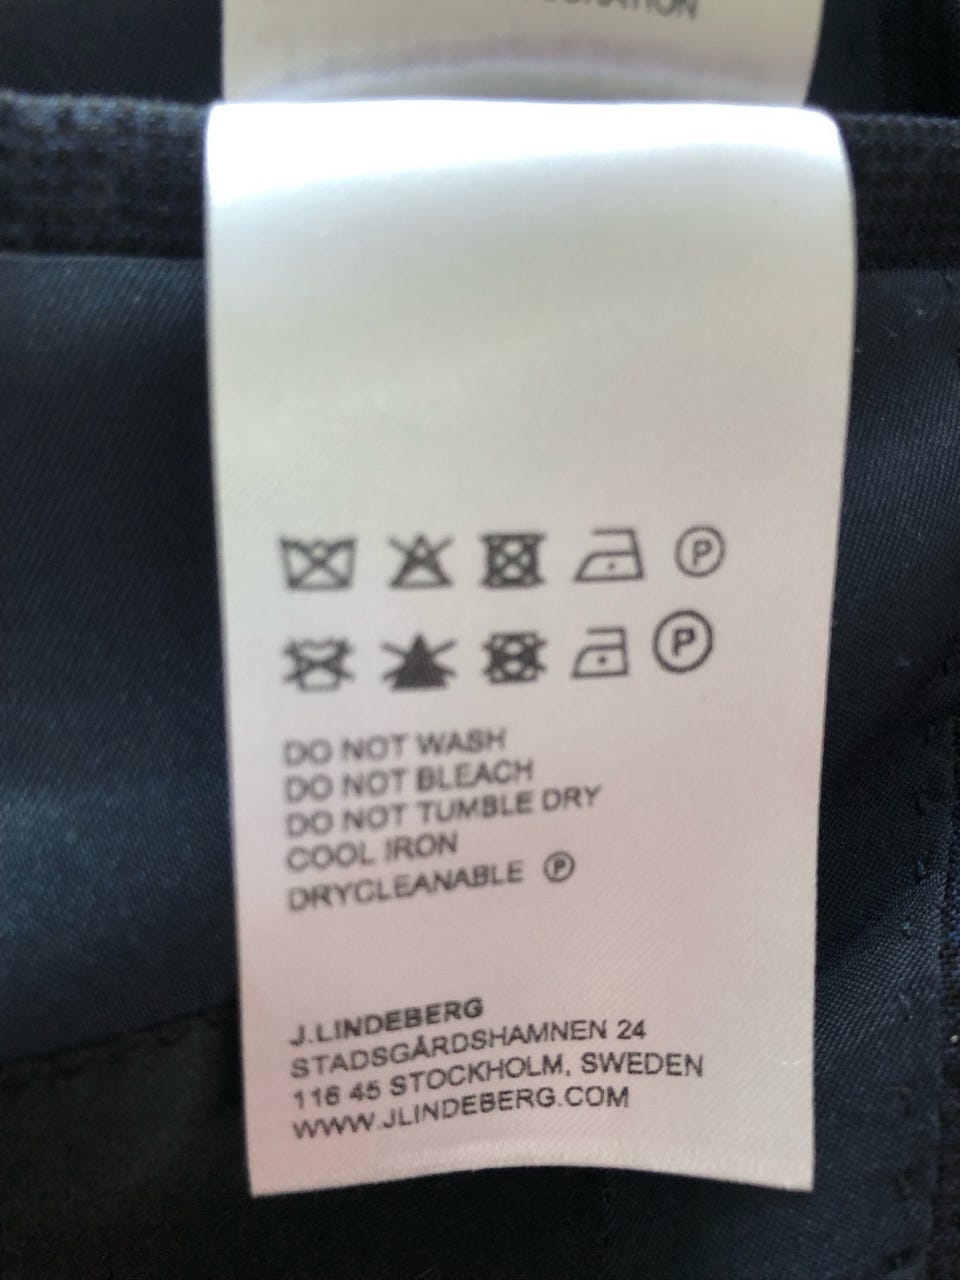 P
P
DO NOT WASH
DO NOT BLEACH
DO NOT TUMBLE DRY
COOL IRON
DRYCLEANABLE Ⓟ
J.LINDEBERG
STADSGÅRDSHAMNEN 24
116 45 STOCKHOLM, SWEDEN
WWW.JLINDEBERG.COM